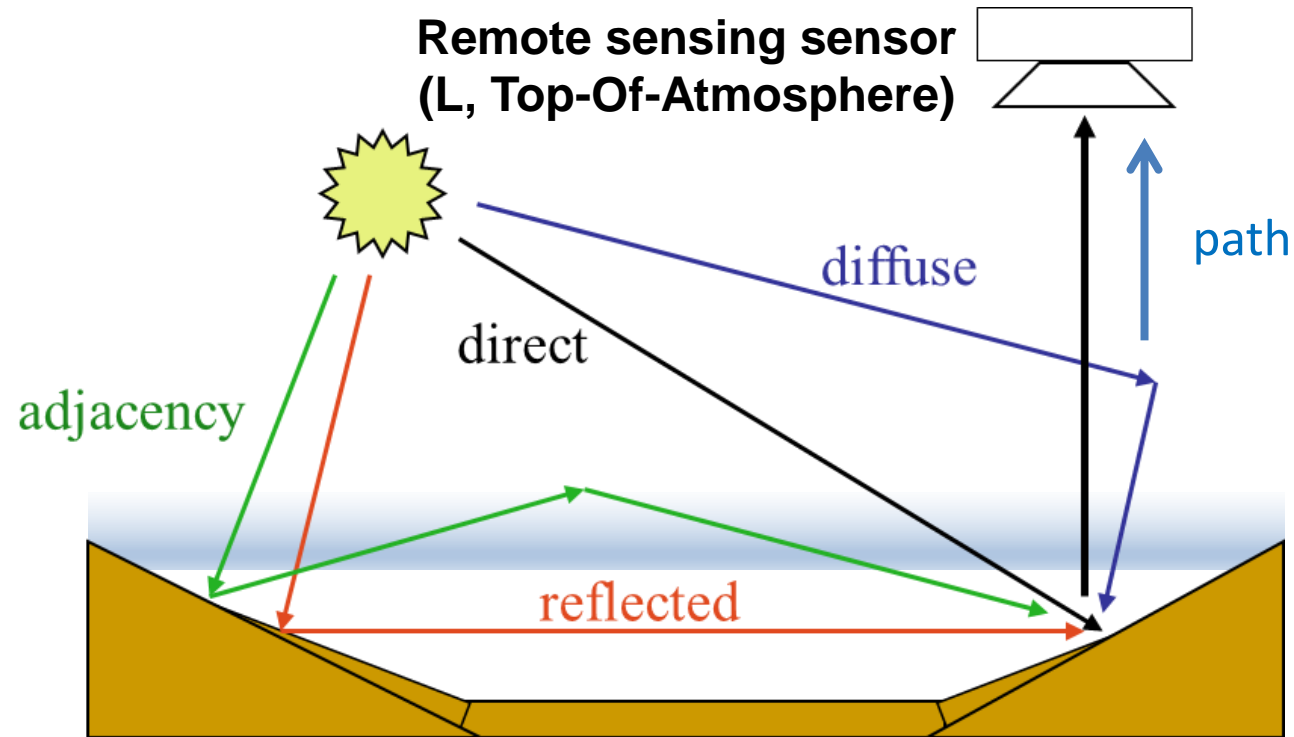 Remote sensing sensor
(L, Top-Of-Atmosphere)
path
diffuse
direct
adjacency
reflected